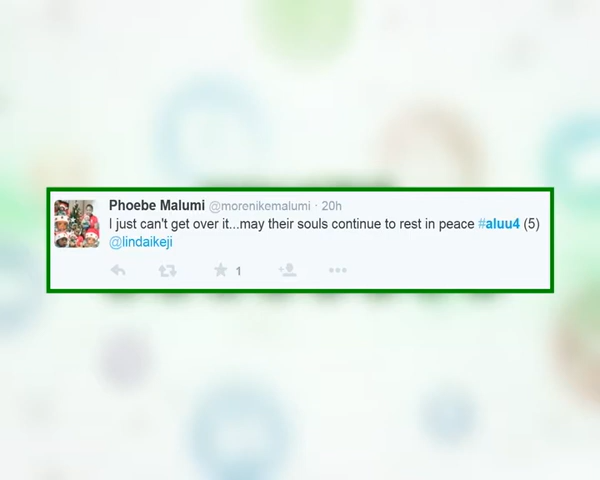 Phoebe Malumi @morenikemalumi · 20h
I just can't get over it...may their souls continue to rest in peace #aluu4 (5)
@lindaikeji
1